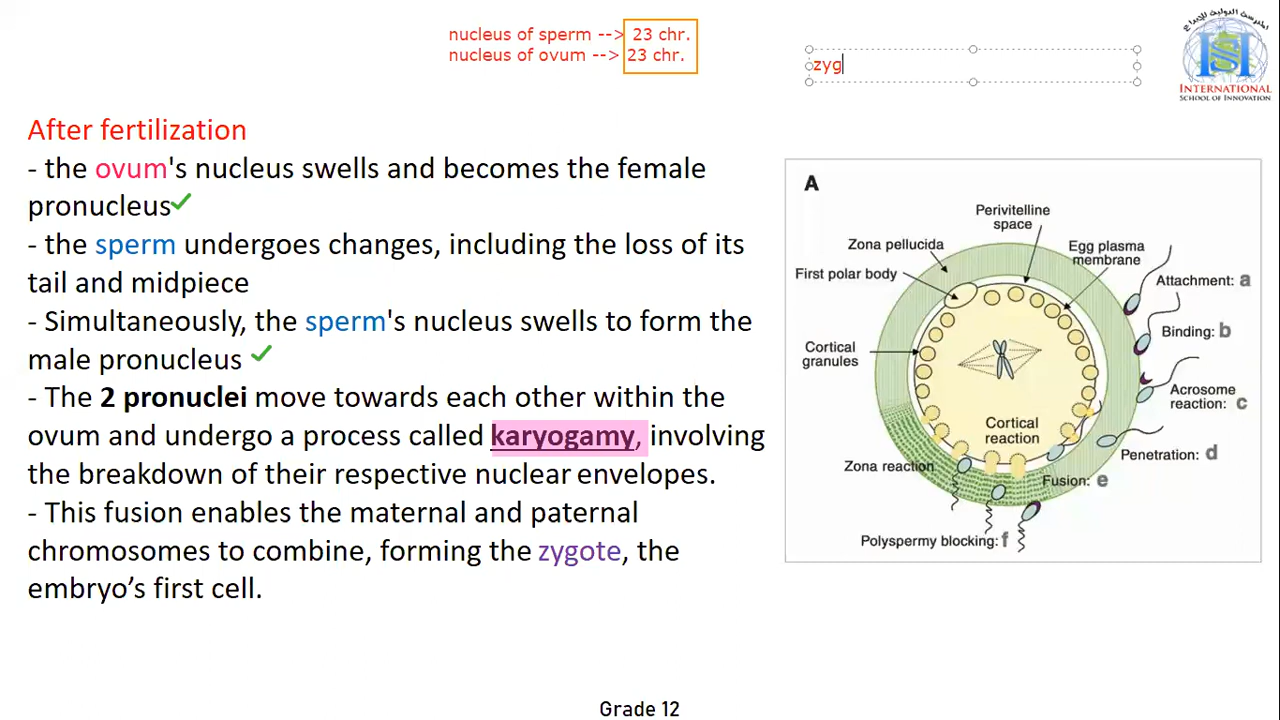 nucleus of sperm --> 23 chr.
nucleus of ovum --> 23 chr.
zyg
INTERNATIONAL
SCHOOL OF INNOVATION
After fertilization
- the ovum's nucleus swells and becomes the female
pronucleus
- the sperm undergoes changes, including the loss of its
tail and midpiece
- Simultaneously, the sperm's nucleus swells to form the
male pronucleus
- The 2 pronuclei move towards each other within the
ovum and undergo a process called karyogamy, involving
the breakdown of their respective nuclear envelopes.
- This fusion enables the maternal and paternal
chromosomes to combine, forming the zygote, the
embryo’s first cell.
A
Perivitelline
space
Zona pellucida
Egg plasma
membrane
First polar body
Attachment: a
Binding: b
Cortical
granules
Acrosome
reaction: c
Cortical
reaction
Penetration: d
Zona reaction
Fusion: e
Polyspermy blocking: f
Grade 12